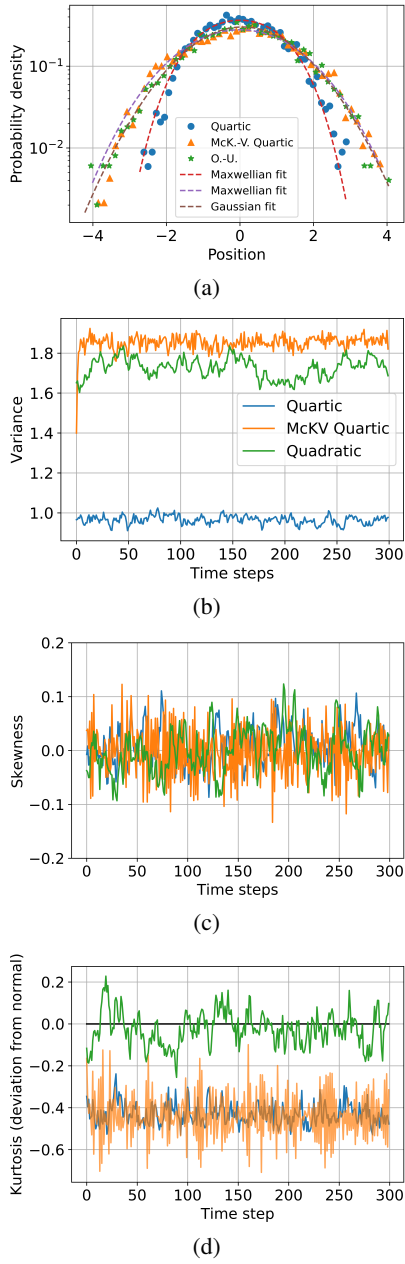 Probability density
10⁻¹
10⁻²
Quartic
McK.-V. Quartic
O.-U.
Maxwellian fit
Maxwellian fit
Gaussian fit
−4 −2 0 2 4
Position
(a)
Variance
1.8
1.6
1.4
1.2
1.0
Quartic
McKV Quartic
Quadratic
0 50 100 150 200 250 300
Time steps
(b)
Skewness
0.2
0.1
0.0
−0.1
−0.2
0 50 100 150 200 250 300
Time steps
(c)
Kurtosis (deviation from normal)
0.2
0.0
−0.2
−0.4
−0.6
0 50 100 150 200 250 300
Time step
(d)